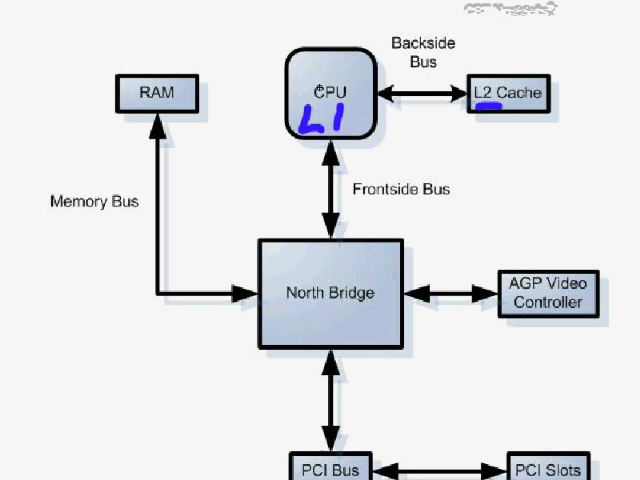 Backside
Bus
RAM
CPU
L1
L2 Cache
Memory Bus
Frontside Bus
North Bridge
AGP Video
Controller
PCI Bus
PCI Slots